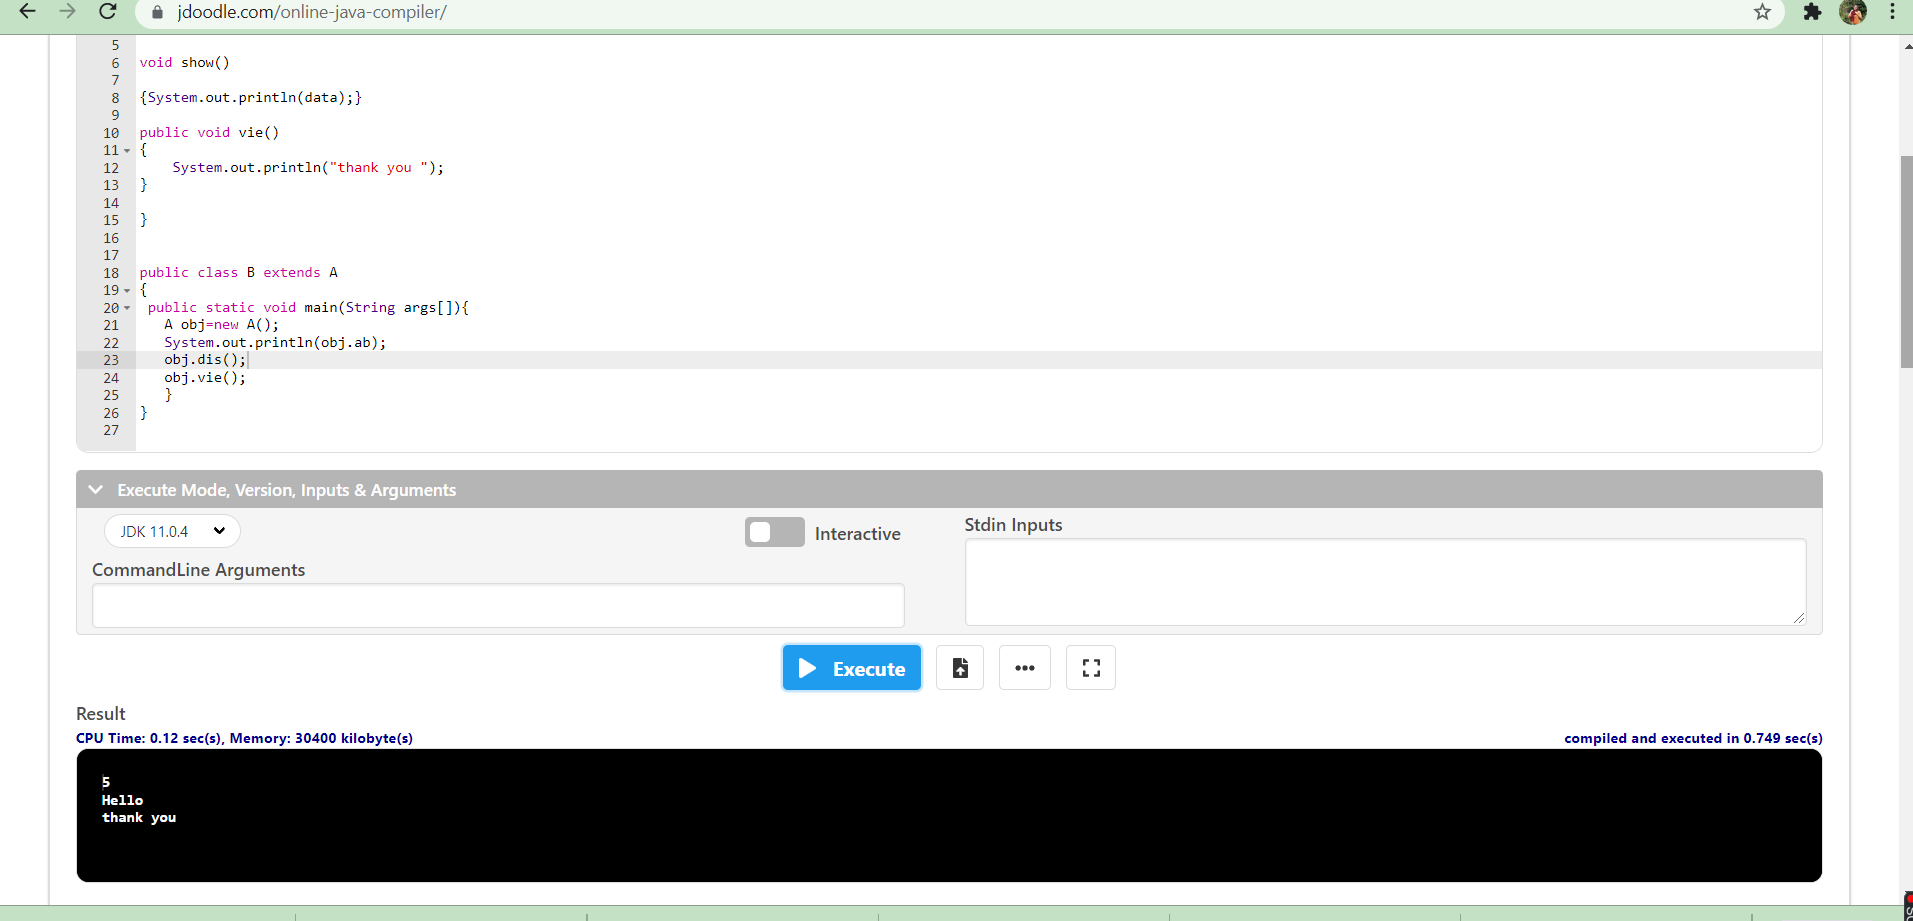 jdoodle.com/online-java-compiler/
5
6 void show()
7
8 {System.out.println(data);}
9
10 public void vie()
11 {
12 System.out.println("thank you ");
13 }
14
15 }
16
17
18 public class B extends A
19 {
20 public static void main(String args[]){
21 A obj=new A();
22 System.out.println(obj.ab);
23 obj.dis();
24 obj.vie();
25 }
26 }
27
Execute Mode, Version, Inputs & Arguments
JDK 11.0.4
Interactive
Stdin Inputs
CommandLine Arguments
Execute
Result
CPU Time: 0.12 sec(s), Memory: 30400 kilobyte(s)
compiled and executed in 0.749 sec(s)
5
Hello
thank you